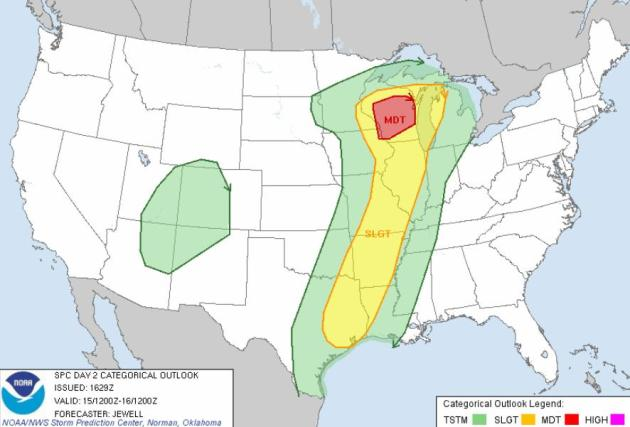 MDT
SLGT
NOAA
SPC DAY 2 CATEGORICAL OUTLOOK
ISSUED: 1629Z
VALID: 15/1200Z-16/1200Z
FORECASTER: JEWELL
NOAA/NWS Storm Prediction Center, Norman, Oklahoma
Categorical Outlook Legend:
TSTM SLGT MDT HIGH